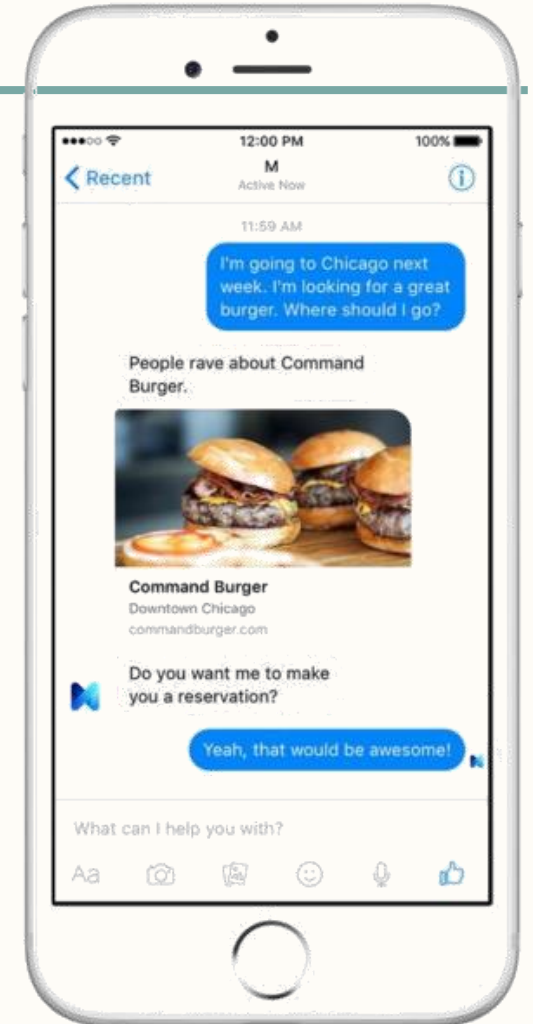 12:00 PM 100%
Recent
M
Active Now
11:59 AM
I'm going to Chicago next
week. I'm looking for a great
burger. Where should I go?
People rave about Command
Burger.
Command Burger
Downtown Chicago
commandburger.com
Do you want me to make
you a reservation?
Yeah, that would be awesome!
What can I help you with?
Aa